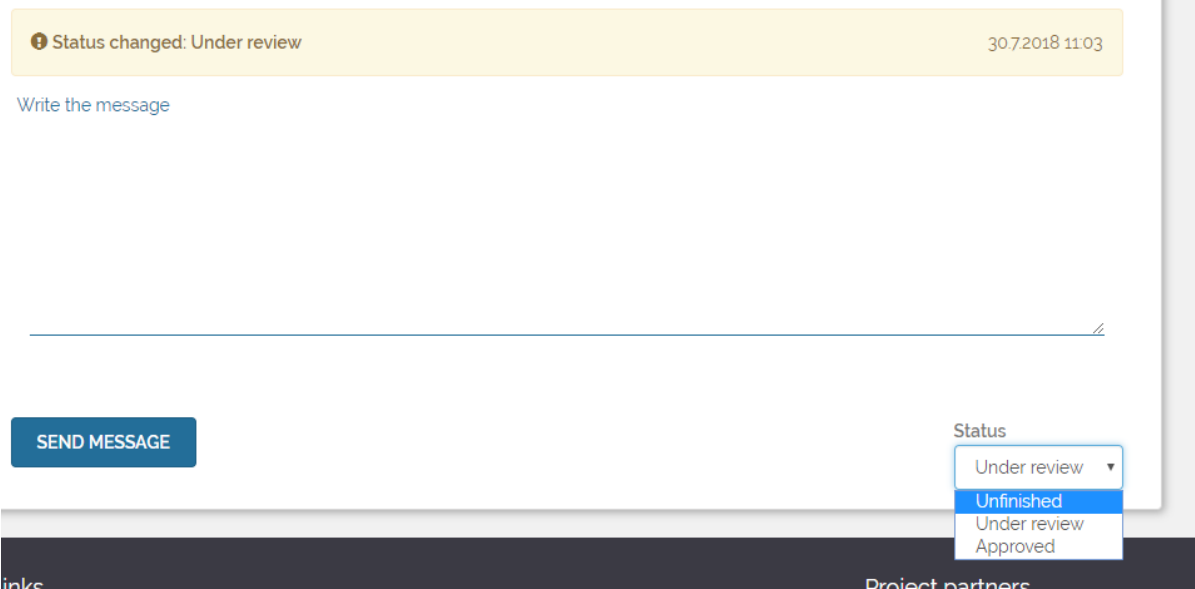 Status changed: Under review 30.7.2018 11:03
Write the message
SEND MESSAGE
Status
Under review
Unfinished
Under review
Approved
inks
Project partners